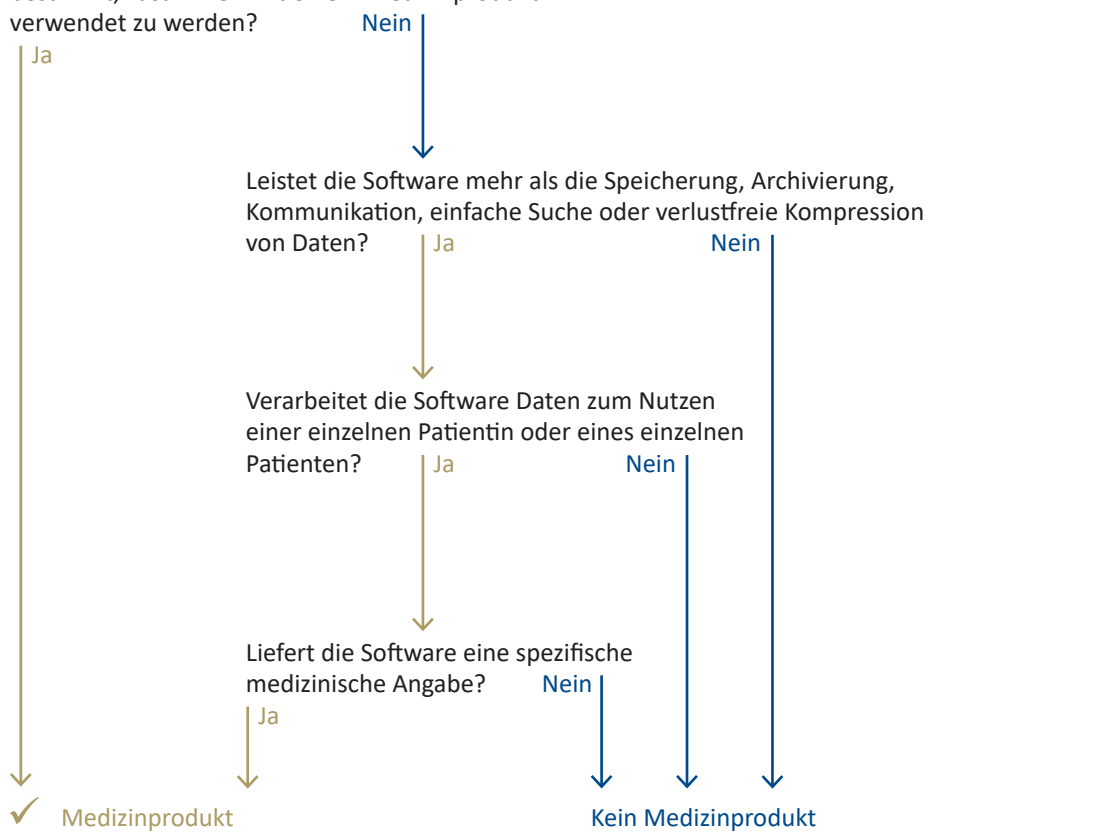 verwendet zu werden?
Nein
Ja
Leistet die Software mehr als die Speicherung, Archivierung,
Kommunikation, einfache Suche oder verlustfreie Kompression
von Daten?
Ja
Nein
Verarbeitet die Software Daten zum Nutzen
einer einzelnen Patientin oder eines einzelnen
Patienten?
Ja
Nein
Liefert die Software eine spezifische
medizinische Angabe?
Nein
Ja
Medizinprodukt
Kein Medizinprodukt